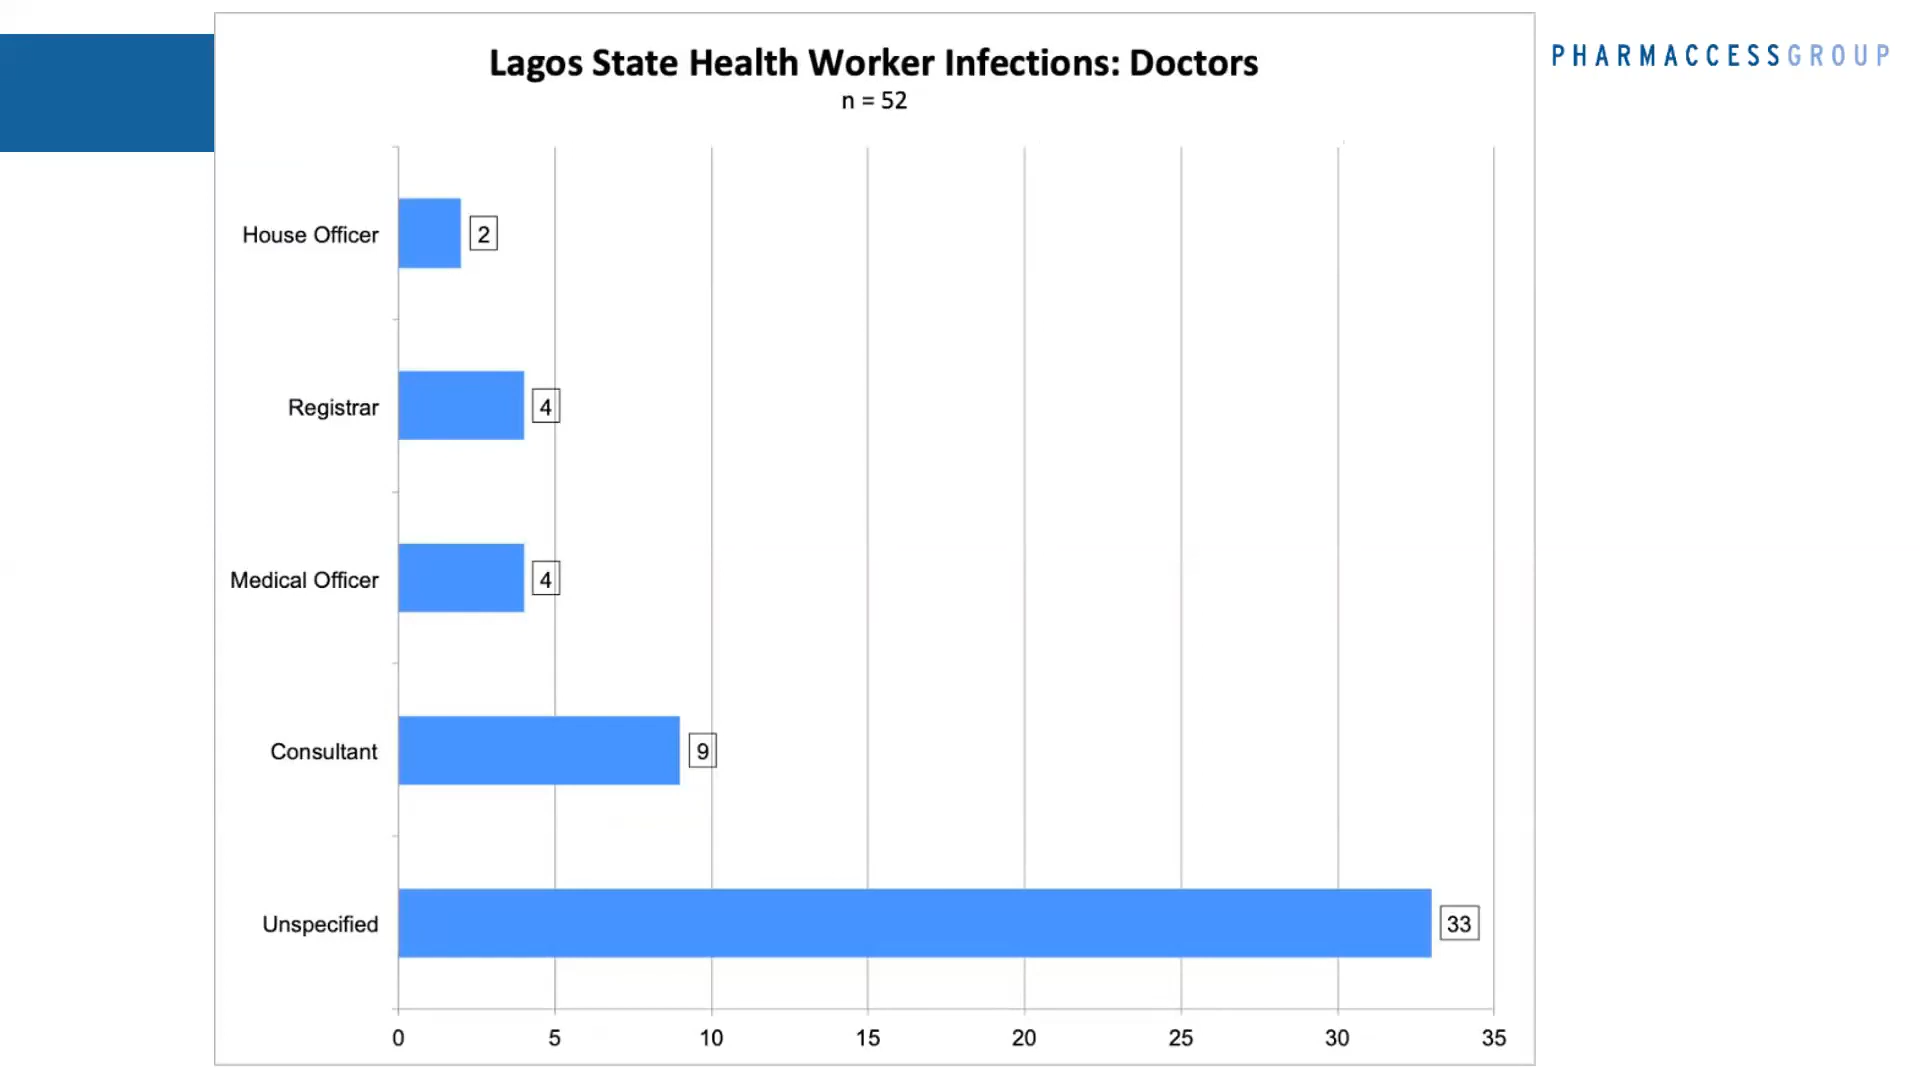 Lagos State Health Worker Infections: Doctors
n = 52
PHARMACCESSGROUP
House Officer 2
Registrar 4
Medical Officer 4
Consultant 9
Unspecified 33
0 5 10 15 20 25 30 35